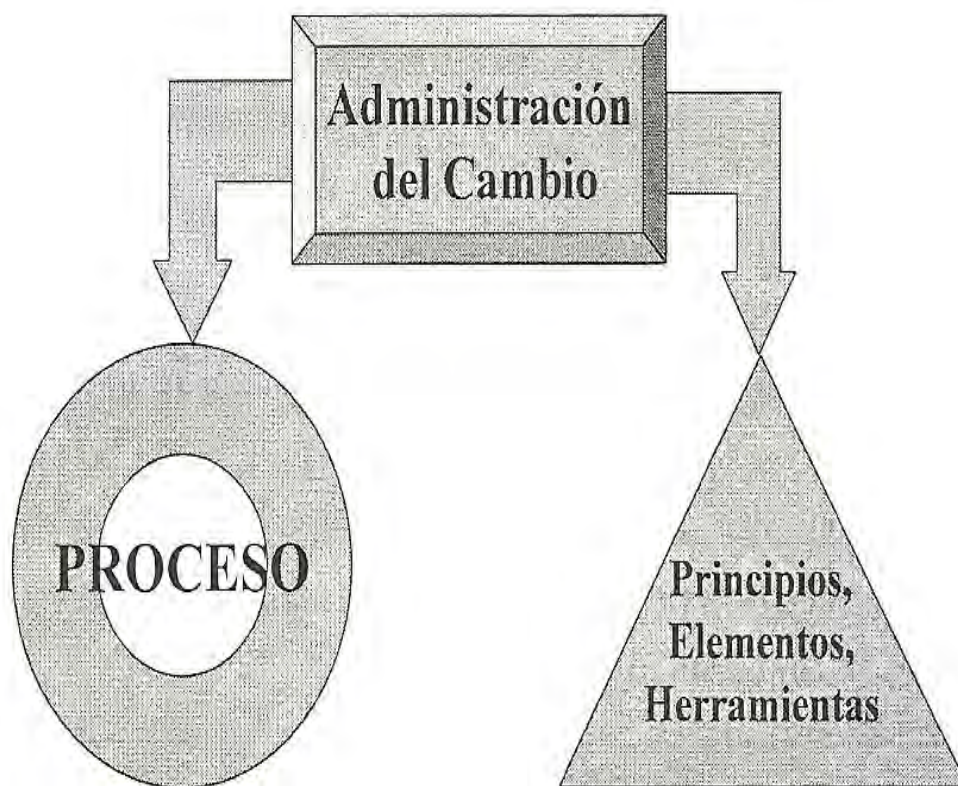 Administración
del Cambio
PROCESO
Principios,
Elementos,
Herramientas